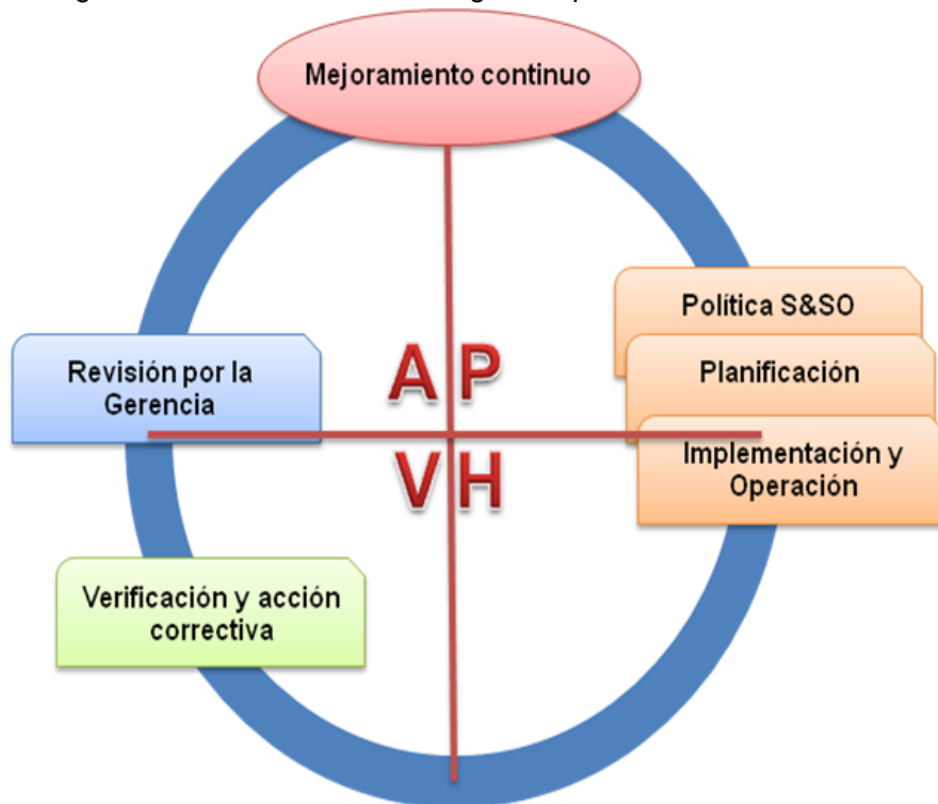 Mejoramiento continuo
Política S&SO
Planificación
Implementación y
Operación
Revisión por la
Gerencia
A P
V H
Verificación y acción
correctiva